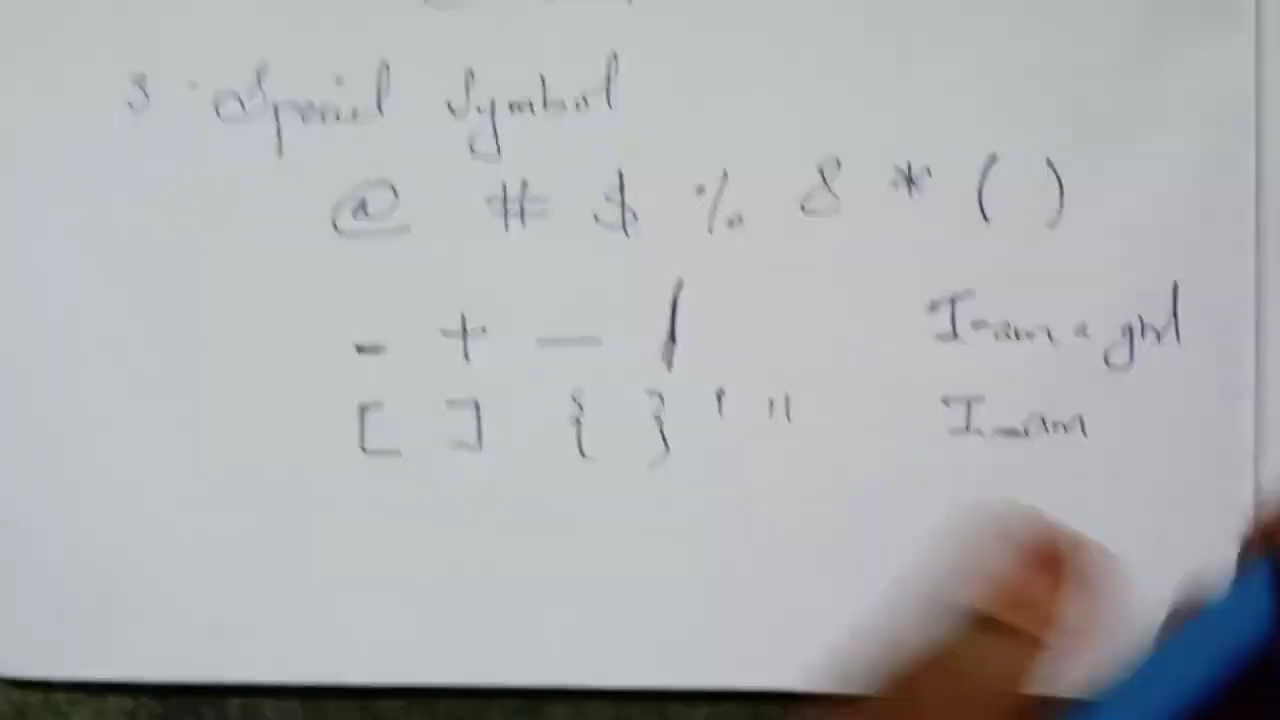 3. Special Symbol
@ # $ % & * ( )
- + — / I am a girl
[ ] { } ' " I am